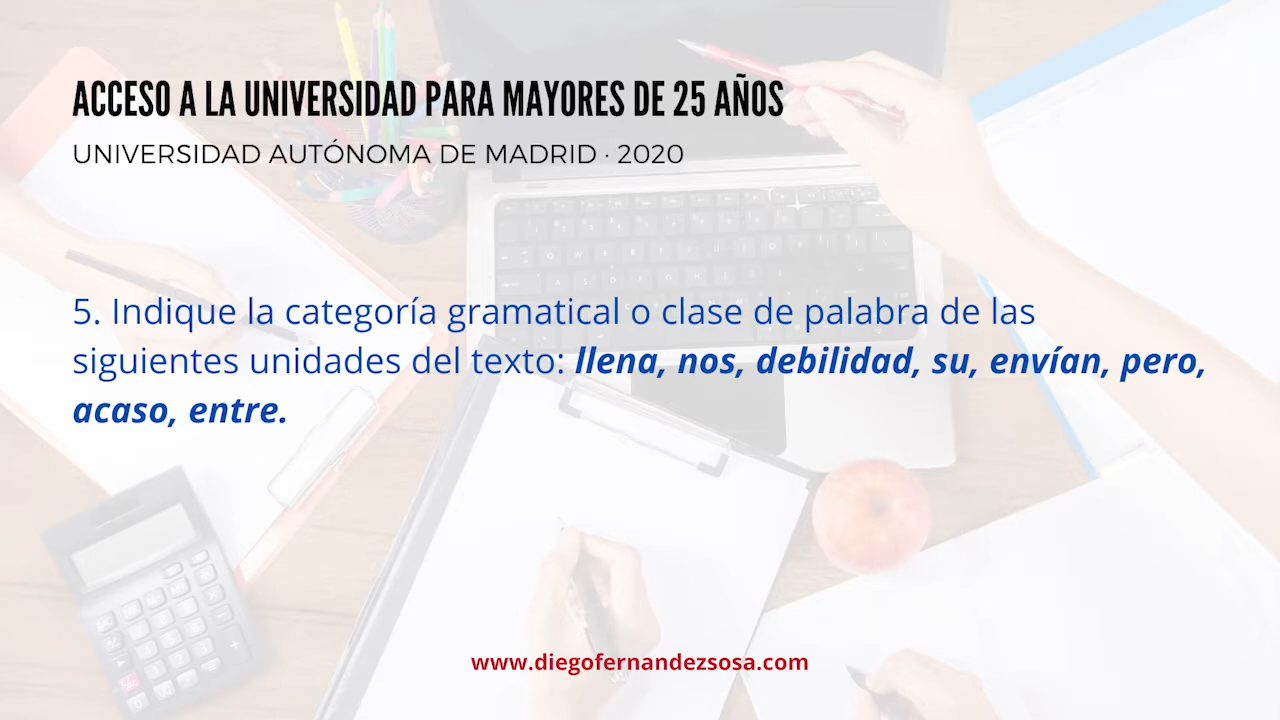 ACCESO A LA UNIVERSIDAD PARA MAYORES DE 25 AÑOS
UNIVERSIDAD AUTÓNOMA DE MADRID · 2020
5. Indique la categoría gramatical o clase de palabra de las
siguientes unidades del texto: llena, nos, debilidad, su, envían, pero,
acaso, entre.
www.diegofernandezsosa.com